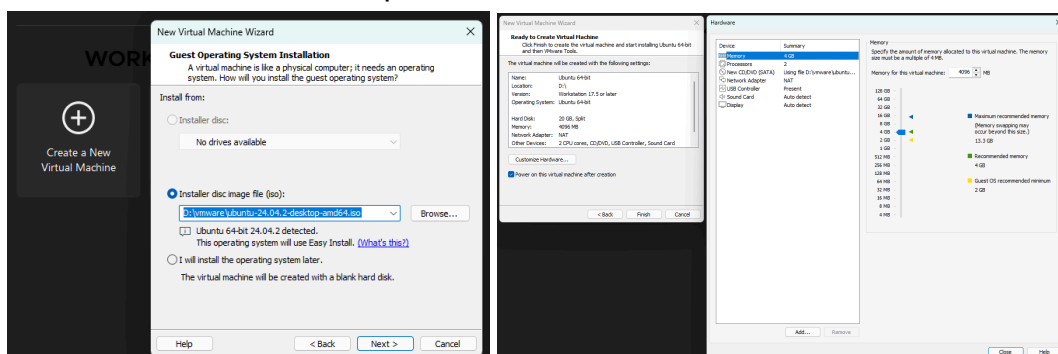 WORK
Create a New
Virtual Machine
New Virtual Machine Wizard
Guest Operating System Installation
A virtual machine is like a physical computer; it needs an operating
system. How will you install the guest operating system?
Install from:
Installer disc:
No drives available
Installer disc image file (iso):
D:\vmware\ubuntu-24.04.2-desktop-amd64.iso
Browse...
Ubuntu 64-bit 24.04.2 detected.
This operating system will use Easy Install. (What's this?)
I will install the operating system later.
The virtual machine will be created with a blank hard disk.
Help
< Back
Next >
Cancel
New Virtual Machine Wizard
Ready to Create Virtual Machine
Click Finish to create the virtual machine and start installing Ubuntu 64-bit
and then VMware Tools.
The virtual machine will be created with the following settings:
Name: Ubuntu 64-bit
Location: D:\
Version: Workstation 17.5 or later
Operating System: Ubuntu 64-bit
Hard Disk: 20 GB, Split
Memory: 4096 MB
Network Adapter: NAT
Other Devices: 2 CPU cores, CD/DVD, USB Controller, Sound Card
Customize Hardware...
Power on this virtual machine after creation
< Back
Finish
Cancel
Hardware
Device Summary
Memory 4 GB
Processors 2
New CD/DVD (SATA) Using file D:\vmware\ubuntu...
Network Adapter NAT
USB Controller Present
Sound Card Auto detect
Display Auto detect
Add...
Remove
Memory
Specify the amount of memory allocated to this virtual machine. The memory
size must be a multiple of 4 MB.
Memory for this virtual machine: 4096 MB
128 GB
64 GB
32 GB
16 GB
8 GB
4 GB
2 GB
1 GB
512 MB
256 MB
128 MB
64 MB
32 MB
16 MB
8 MB
4 MB
Maximum recommended memory
(Memory swapping may
occur beyond this size.)
13.3 GB
Recommended memory
4 GB
Guest OS recommended minimum
2 GB
Close
Help